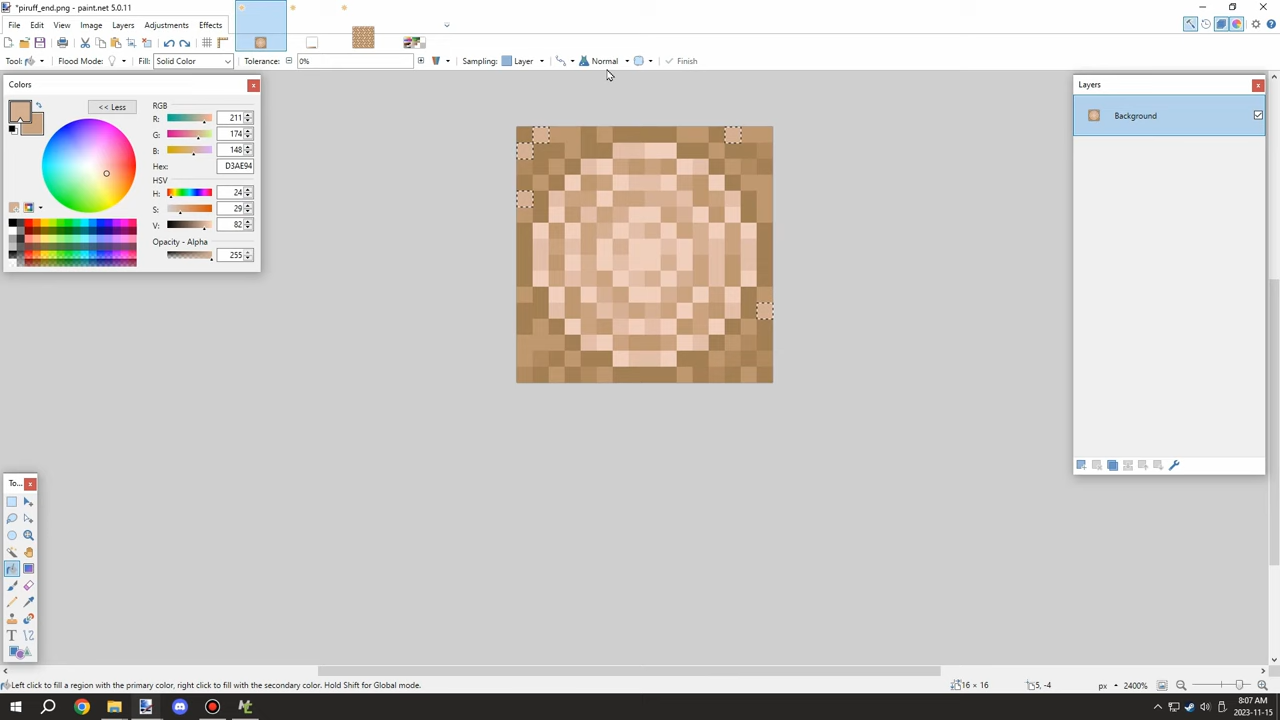 *piruff_end.png - paint.net 5.0.11
File Edit View Image Layers Adjustments Effects
Tool: Flood Mode: Fill: Solid Color Tolerance: 0% Sampling: Layer Normal Finish
Colors
<< Less
RGB
R: 211
G: 174
B: 148
Hex: D3AE94
HSV
H: 24
S: 29
V: 82
Opacity - Alpha
255
Layers
Background
To...
Left click to fill a region with the primary color, right click to fill with the secondary color. Hold Shift for Global mode.
16 × 16
5, -4
px
2400%
8:07 AM
2023-11-15